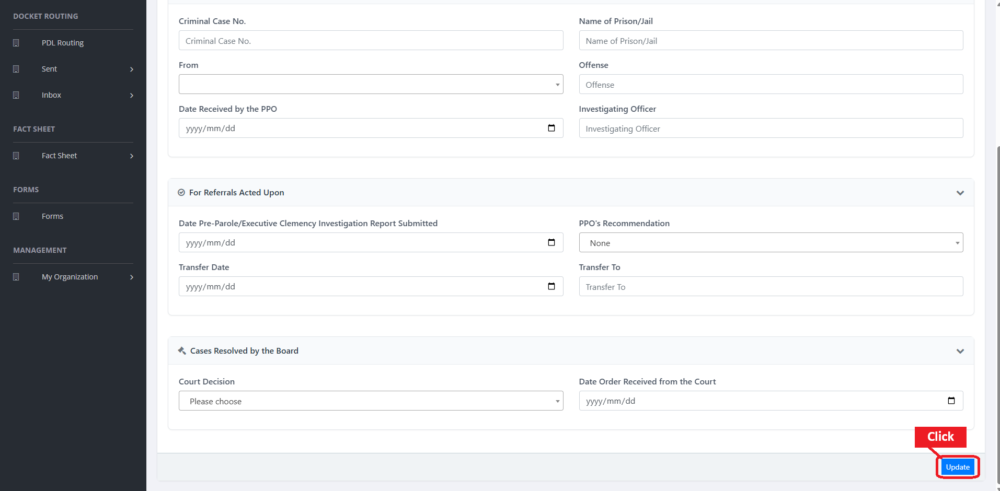 DOCKET ROUTING
PDL Routing
Sent
Inbox
FACT SHEET
Fact Sheet
FORMS
Forms
MANAGEMENT
My Organization
Criminal Case No.
Name of Prison/Jail
Criminal Case No.
Name of Prison/Jail
From
Offense
Offense
Date Received by the PPO
Investigating Officer
yyyy/mm/dd
Investigating Officer
For Referrals Acted Upon
Date Pre-Parole/Executive Clemency Investigation Report Submitted
PPO's Recommendation
yyyy/mm/dd
None
Transfer Date
Transfer To
yyyy/mm/dd
Transfer To
Cases Resolved by the Board
Court Decision
Date Order Received from the Court
Please choose
yyyy/mm/dd
Click
Update